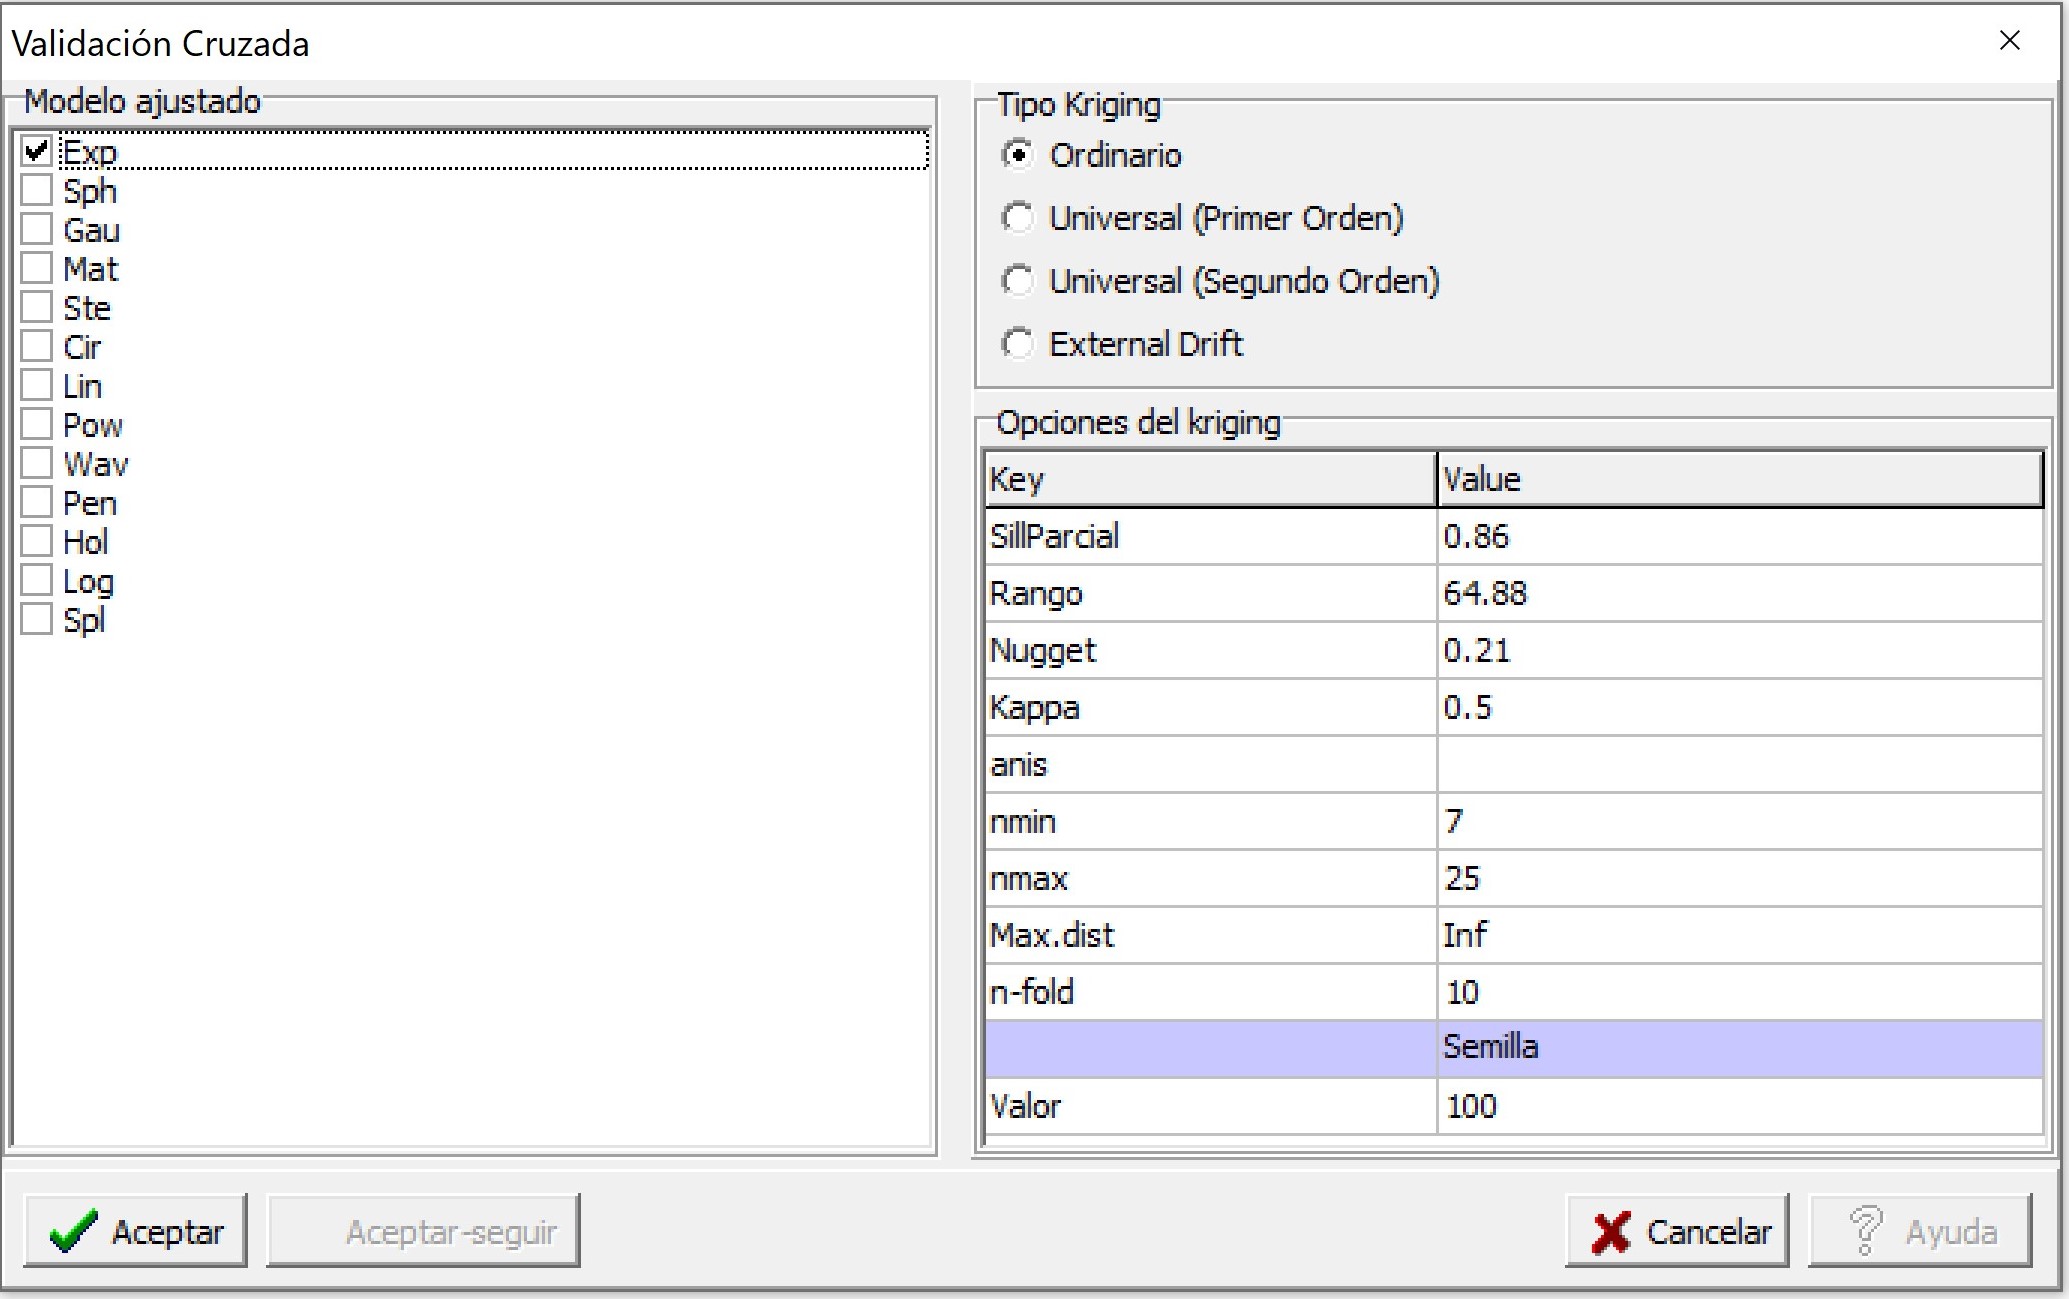 Validación Cruzada
Modelo ajustado
Exp
Sph
Gau
Mat
Ste
Cir
Lin
Pow
Wav
Pen
Hol
Log
Spl
Tipo Kriging
Ordinario
Universal (Primer Orden)
Universal (Segundo Orden)
External Drift
Opciones del kriging
Key Value
SillParcial 0.86
Rango 64.88
Nugget 0.21
Kappa 0.5
anis
nmin 7
nmax 25
Max.dist Inf
n-fold 10
Semilla
Valor 100
Aceptar Aceptar-seguir Cancelar Ayuda